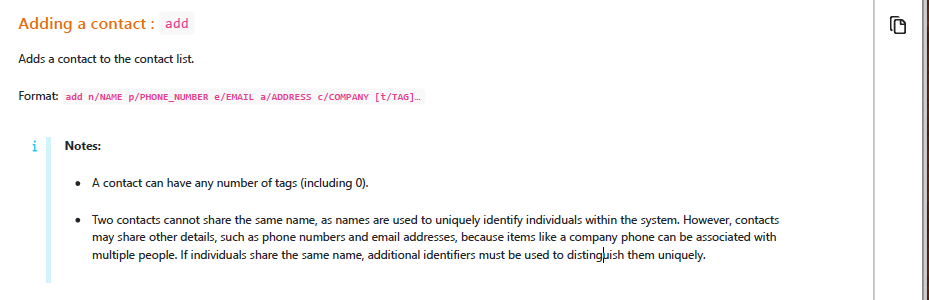 Adding a contact : add
Adds a contact to the contact list.
Format: add n/NAME p/PHONE_NUMBER e/EMAIL a/ADDRESS c/COMPANY [t/TAG]…
i Notes:
• A contact can have any number of tags (including 0).
• Two contacts cannot share the same name, as names are used to uniquely identify individuals within the system. However, contacts
may share other details, such as phone numbers and email addresses, because items like a company phone can be associated with
multiple people. If individuals share the same name, additional identifiers must be used to distinguish them uniquely.